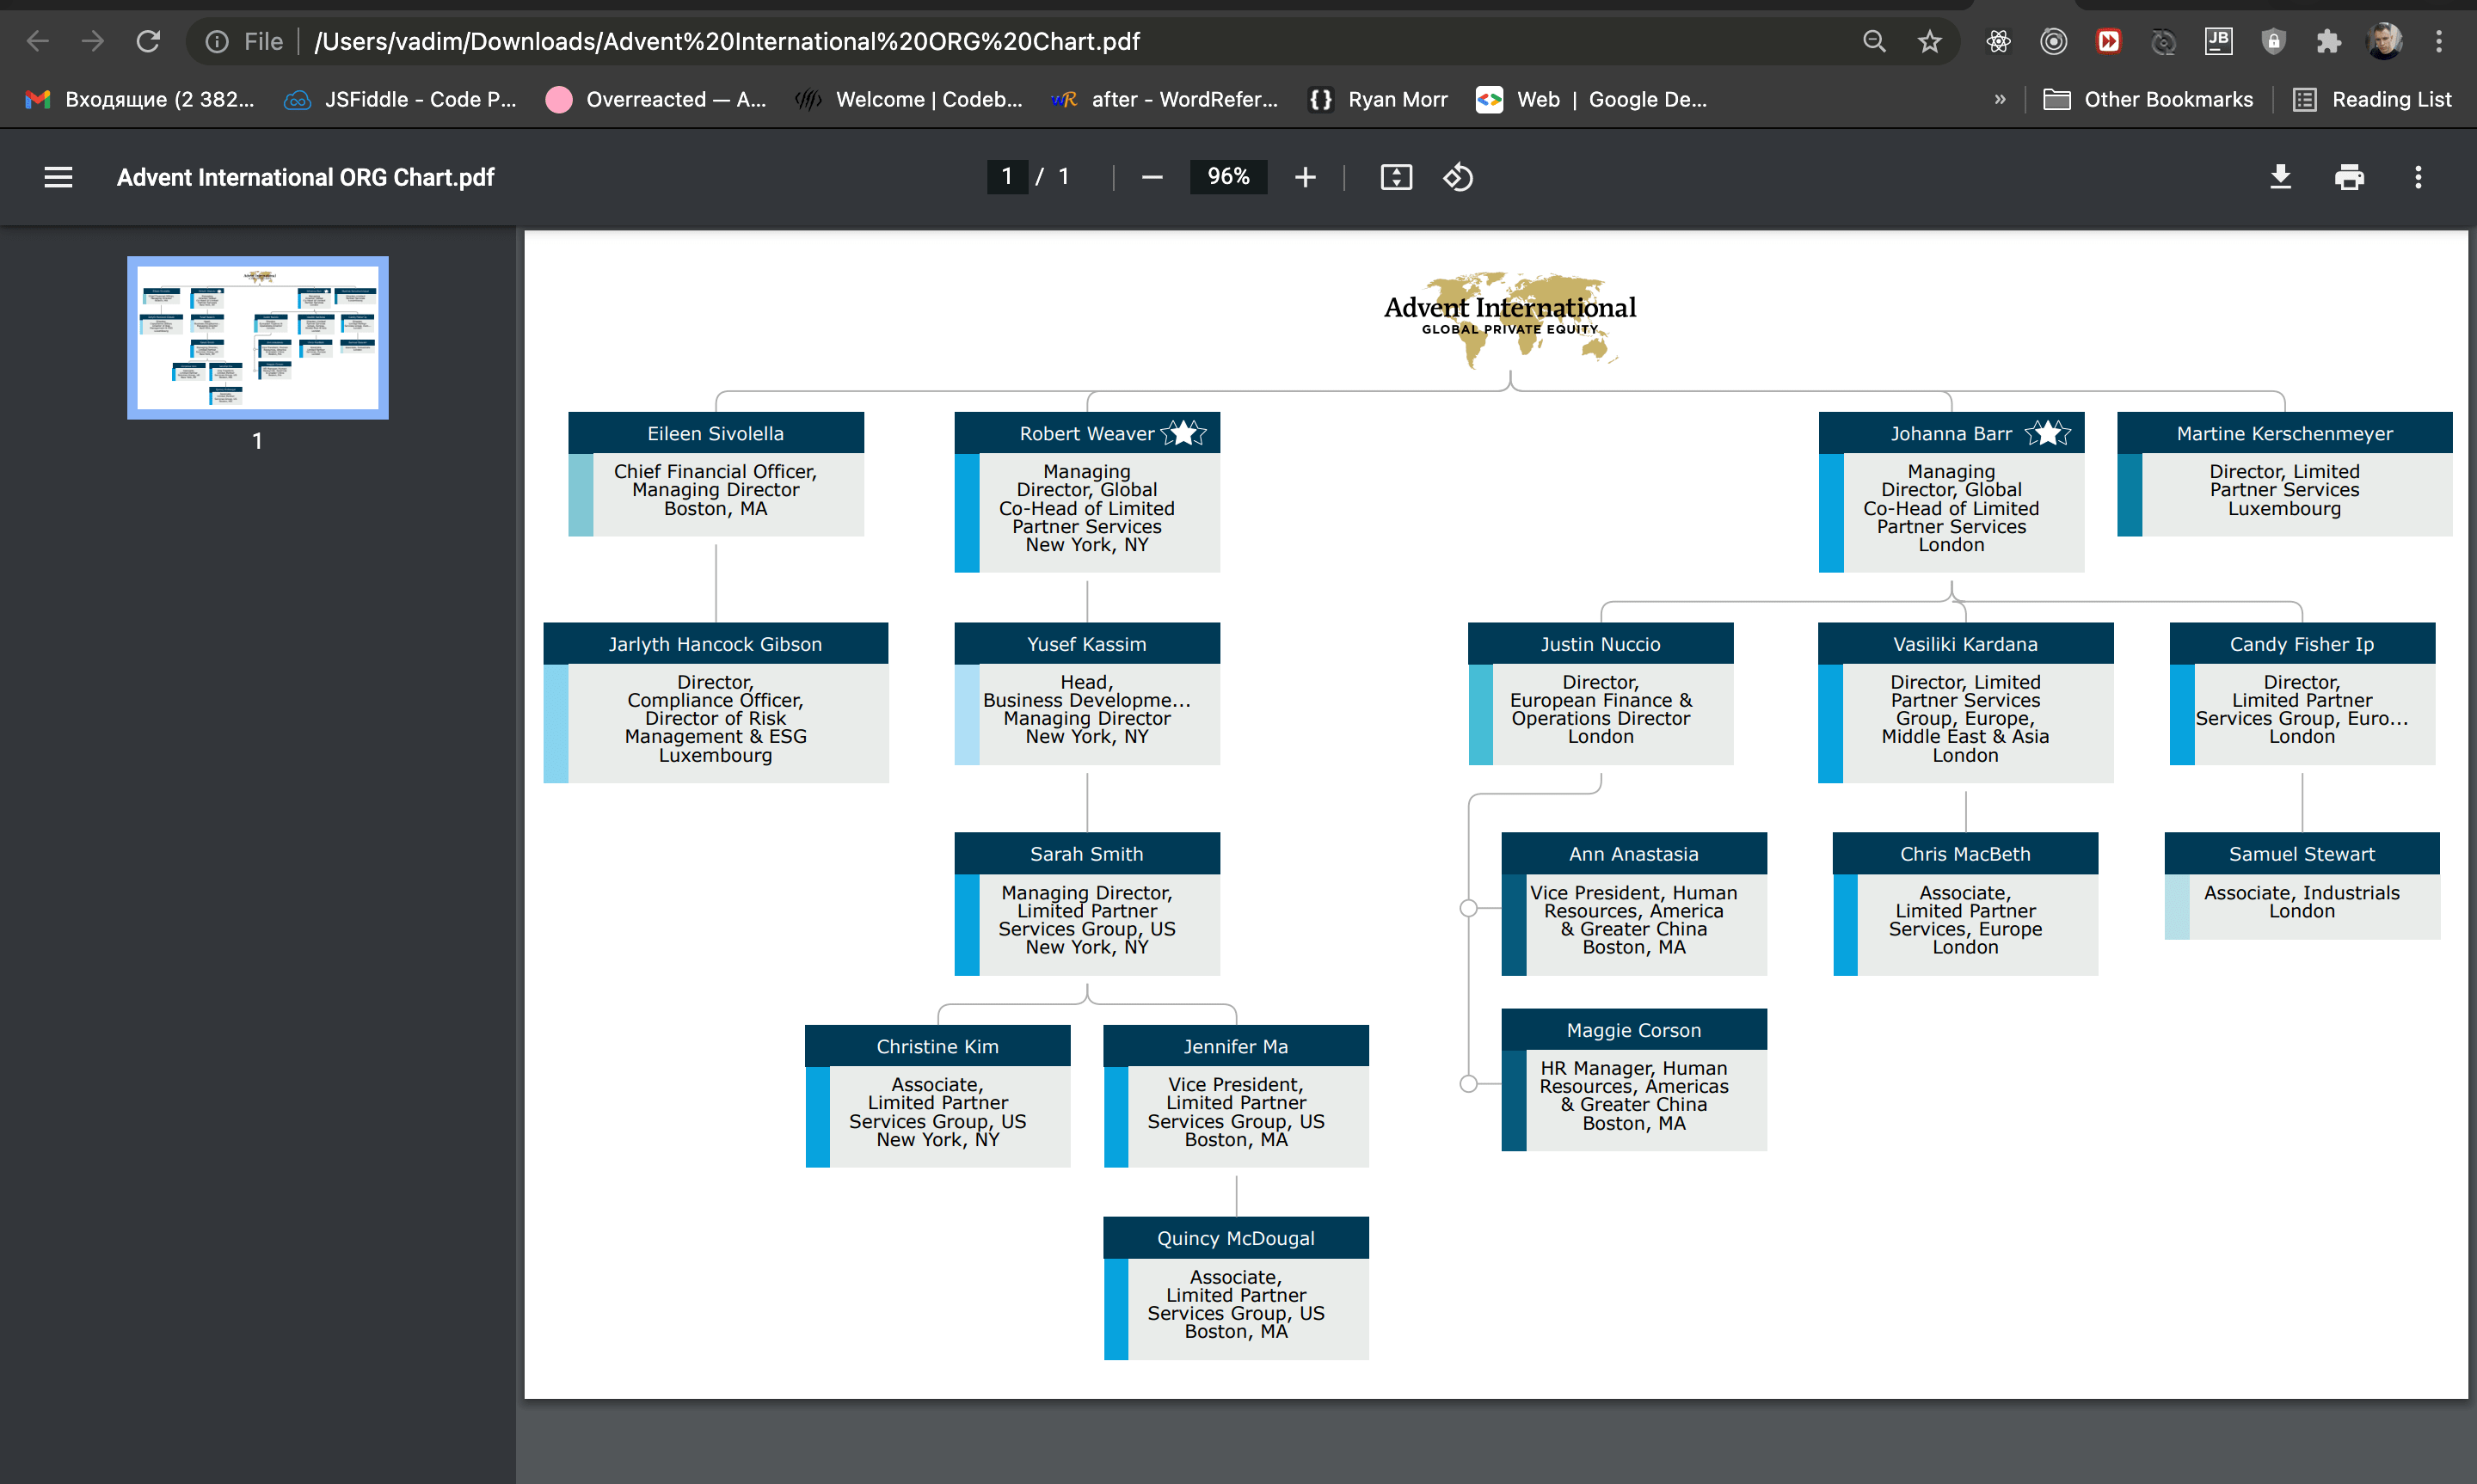 File | /Users/vadim/Downloads/Advent%20International%20ORG%20Chart.pdf
Входящие (2 382...
JSFiddle - Code P...
Overreacted — A...
Welcome | Codeb...
after - WordRefer...
Ryan Morr
Web | Google De...
»
Other Bookmarks
Reading List
JB
Advent International ORG Chart.pdf
1 / 1
96%
1
Advent International
GLOBAL PRIVATE EQUITY
Eileen Sivolella
Chief Financial Officer,
Managing Director
Boston, MA
Robert Weaver
Managing
Director, Global
Co-Head of Limited
Partner Services
New York, NY
Johanna Barr
Managing
Director, Global
Co-Head of Limited
Partner Services
London
Martine Kerschenmeyer
Director, Limited
Partner Services
Luxembourg
Jarlyth Hancock Gibson
Director,
Compliance Officer,
Director of Risk
Management & ESG
Luxembourg
Yusef Kassim
Head,
Business Developme...
Managing Director
New York, NY
Justin Nuccio
Director,
European Finance &
Operations Director
London
Vasiliki Kardana
Director, Limited
Partner Services
Group, Europe,
Middle East & Asia
London
Candy Fisher Ip
Director,
Limited Partner
Services Group, Euro...
London
Sarah Smith
Managing Director,
Limited Partner
Services Group, US
New York, NY
Ann Anastasia
Vice President, Human
Resources, America
& Greater China
Boston, MA
Chris MacBeth
Associate,
Limited Partner
Services, Europe
London
Samuel Stewart
Associate, Industrials
London
Christine Kim
Associate,
Limited Partner
Services Group, US
New York, NY
Jennifer Ma
Vice President,
Limited Partner
Services Group, US
Boston, MA
Maggie Corson
HR Manager, Human
Resources, Americas
& Greater China
Boston, MA
Quincy McDougal
Associate,
Limited Partner
Services Group, US
Boston, MA